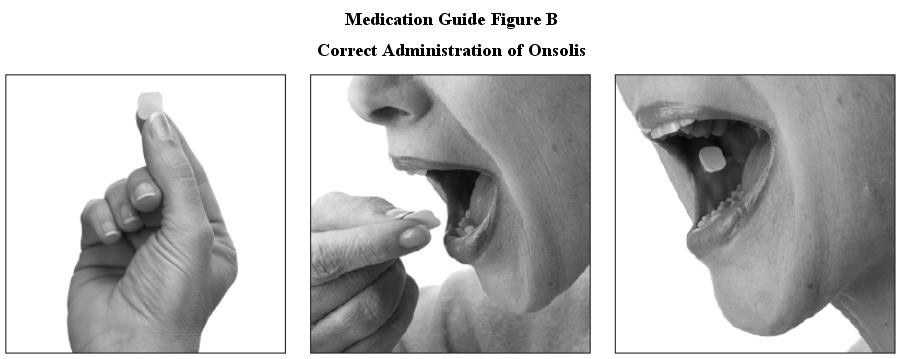 Medication Guide Figure B
Correct Administration of Onsolis